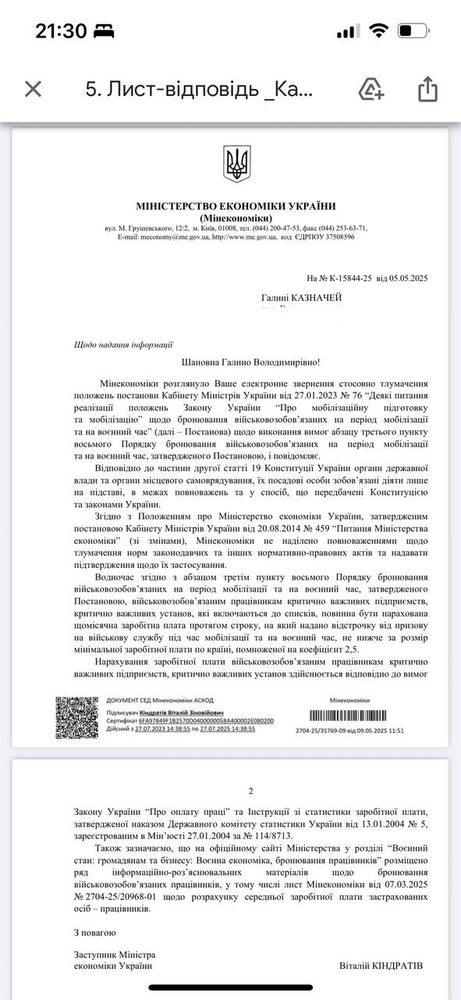 21:30
5. Лист-відповідь _Ка...
МІНІСТЕРСТВО ЕКОНОМІКИ УКРАЇНИ
(Мінекономіки)
вул. М. Грушевського, 12/2, м. Київ, 01008, тел. (044) 200-47-53, факс (044) 253-63-71,
E-mail: meconomy@me.gov.ua, http://www.me.gov.ua, код ЄДРПОУ 37508596
На № К-15844-25 від 05.05.2025
Галині КАЗНАЧЕЙ
Щодо надання інформації
Шановна Галино Володимирівно!
Мінекономіки розглянуло Ваше електронне звернення стосовно тлумачення
положень постанови Кабінету Міністрів України від 27.01.2023 № 76 “Деякі питання
реалізації положень Закону України “Про мобілізаційну підготовку
та мобілізацію” щодо бронювання військовозобов’язаних на період мобілізації
та на воєнний час” (далі – Постанова) щодо виконання вимог абзацу третього пункту
восьмого Порядку бронювання військовозобов’язаних на період мобілізації
та на воєнний час, затвердженого Постановою, і повідомляє.
Відповідно до частини другої статті 19 Конституції України органи державної
влади та органи місцевого самоврядування, їх посадові особи зобов’язані діяти лише
на підставі, в межах повноважень та у спосіб, що передбачені Конституцією
та законами України.
Згідно з Положенням про Міністерство економіки України, затвердженим
постановою Кабінету Міністрів України від 20.08.2014 № 459 “Питання Міністерства
економіки” (зі змінами), Мінекономіки не наділено повноваженнями щодо
тлумачення норм законодавчих та інших нормативно-правових актів та надавати
підтвердження щодо їх застосування.
Водночас згідно з абзацом третім пункту восьмого Порядку бронювання
військовозобов’язаних на період мобілізації та на воєнний час, затвердженого
Постановою, військовозобов’язаним працівникам критично важливих підприємств,
критично важливих установ, які включаються до списків, повинна бути нарахована
щомісячна заробітна плата протягом строку, на який надано відстрочку від призову
на військову службу під час мобілізації та на воєнний час, не нижче за розмір
мінімальної заробітної плати по країні, помноженої на коефіцієнт 2,5.
Нарахування заробітної плати військовозобов’язаним працівникам критично
важливих підприємств, критично важливих установ здійснюється відповідно до вимог
ДОКУМЕНТ СЕД Мінекономіки АСКОД
Підписувач Кіндратів Віталій Зіновійович
Сертифікат 6FA97849F1B2570D0400000058A400002E080200
Дійсний з 27.07.2023 14:38:55 по 27.07.2025 14:38:55
Мінекономіки
2704-25/35769-09 від 09.05.2025 11:51
2
Закону України “Про оплату праці” та Інструкції зі статистики заробітної плати,
затвердженої наказом Державного комітету статистики України від 13.01.2004 № 5,
зареєстрованим в Мін’юсті 27.01.2004 за № 114/8713.
Також зазначаємо, що на офіційному сайті Міністерства у розділі “Воєнний
стан: громадянам та бізнесу: Воєнна економіка, бронювання працівників” розміщено
ряд інформаційно-роз’яснювальних матеріалів щодо бронювання
військовозобов’язаних працівників, у тому числі лист Мінекономіки від 07.03.2025
№ 2704-25/20968-01 щодо розрахунку середньої заробітної плати застрахованих
осіб – працівників.
З повагою
Заступник Міністра
економіки України
Віталій КІНДРАТІВ